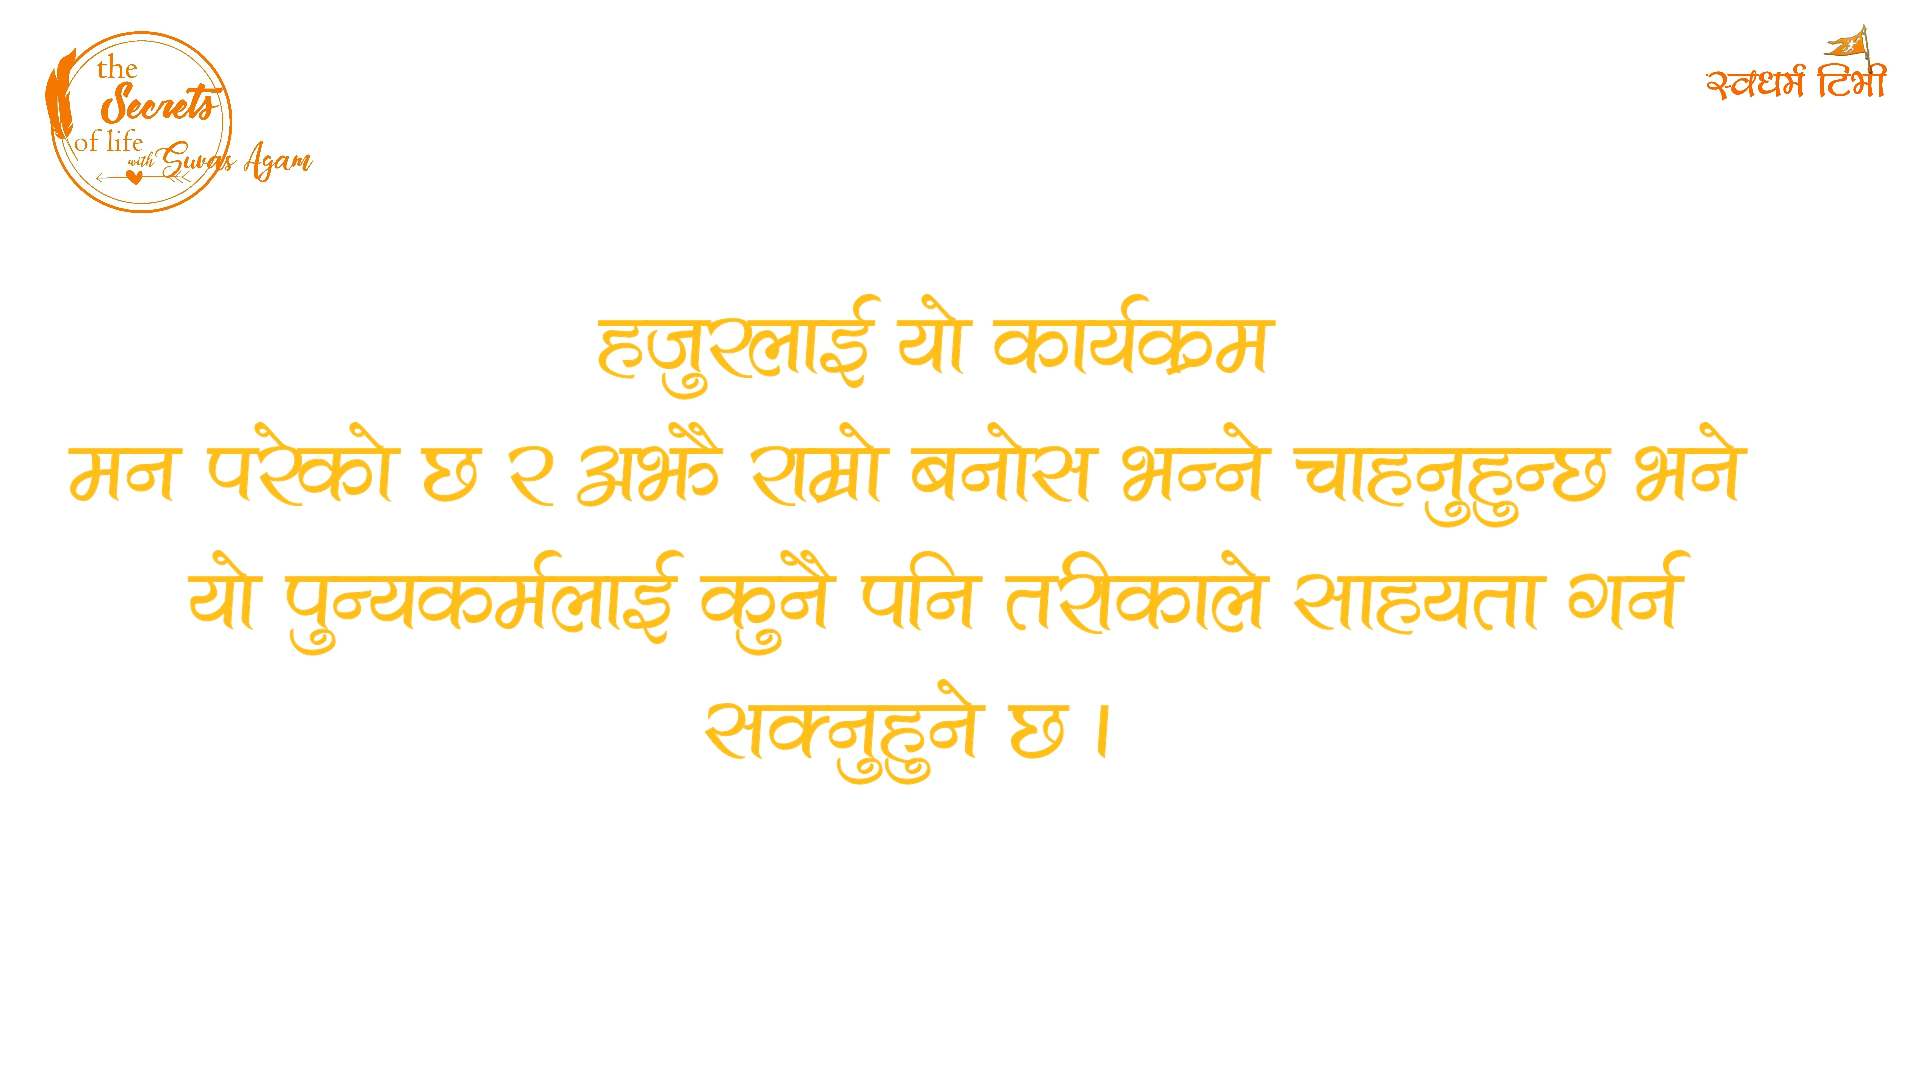 the
Secrets
of life
with Suvas Agam
स्वधर्म टिभी
हजुरलाई यो कार्यक्रम
मन परेको छ र अझै राम्रो बनोस भन्ने चाहनुहुन्छ भने
यो पुन्यकर्मलाई कुनै पनि तरीकाले साहयता गर्न
सक्नुहुने छ ।